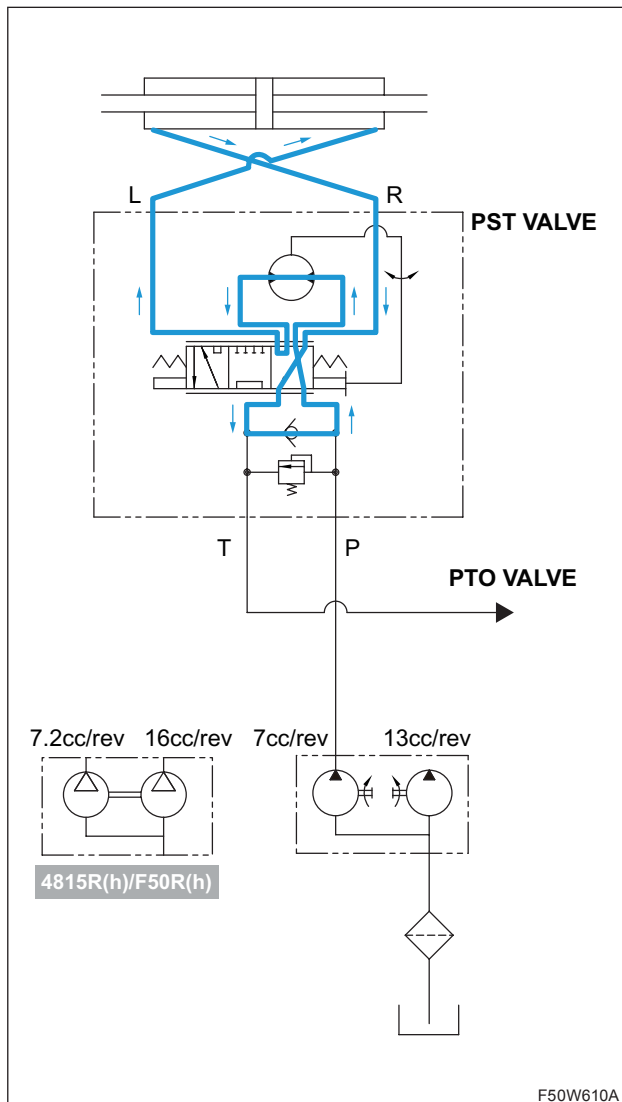 L
R
PST VALVE
T
P
PTO VALVE
7.2cc/rev
16cc/rev
7cc/rev
13cc/rev
4815R(h)/F50R(h)
F50W610A